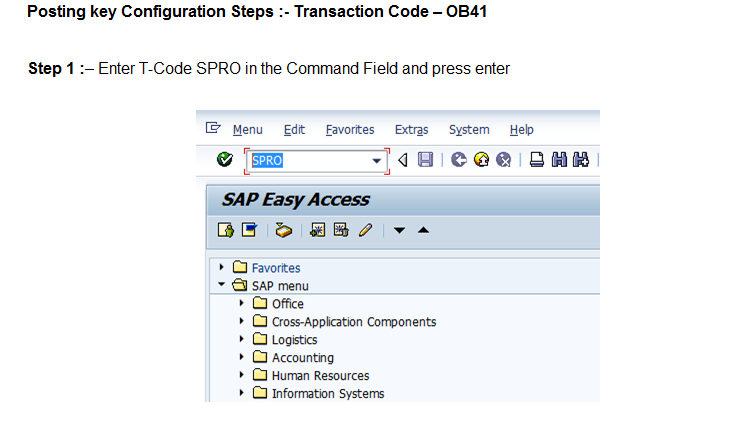 Posting key Configuration Steps :- Transaction Code – OB41
Step 1 :– Enter T-Code SPRO in the Command Field and press enter
Menu Edit Favorites Extras System Help
SPRO
SAP Easy Access
Favorites
SAP menu
Office
Cross-Application Components
Logistics
Accounting
Human Resources
Information Systems